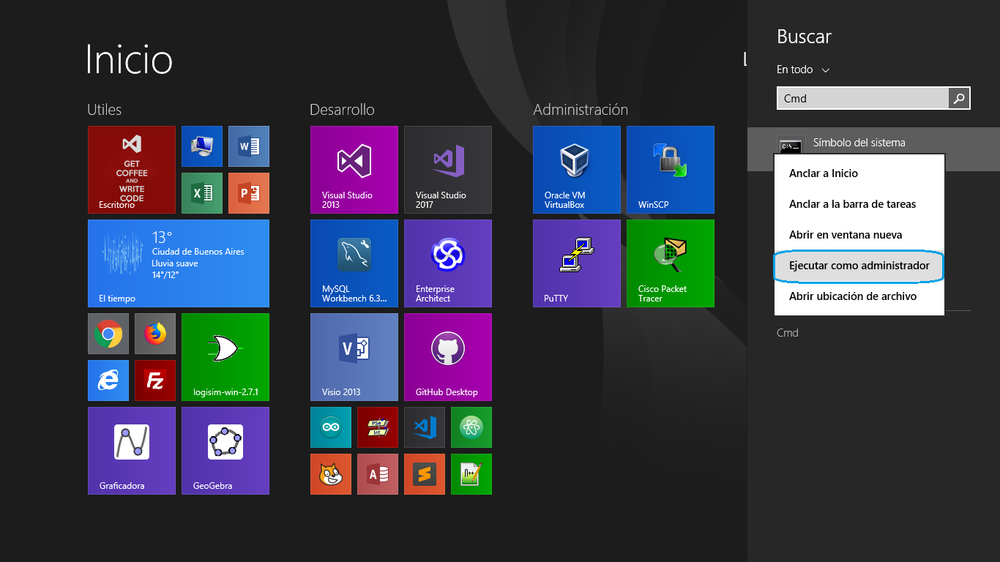 Inicio
Utiles
GET
COFFEE
AND
WRITE
CODE
Escritorio
W
X
P
13°
Ciudad de Buenos Aires
Lluvia suave
14°/12°
El tiempo
logisim-win-2.7.1
Graficadora
GeoGebra
Desarrollo
Visual Studio
2013
Visual Studio
2017
MySQL
Workbench 6.3...
Enterprise
Architect
V
Visio 2013
GitHub Desktop
PSe
Int
A
Administración
Oracle VM
VirtualBox
WinSCP
PuTTY
Cisco Packet
Tracer
L
Buscar
En todo
Cmd
C:\
Símbolo del sistema
Anclar a Inicio
Anclar a la barra de tareas
Abrir en ventana nueva
Ejecutar como administrador
Abrir ubicación de archivo
Cmd